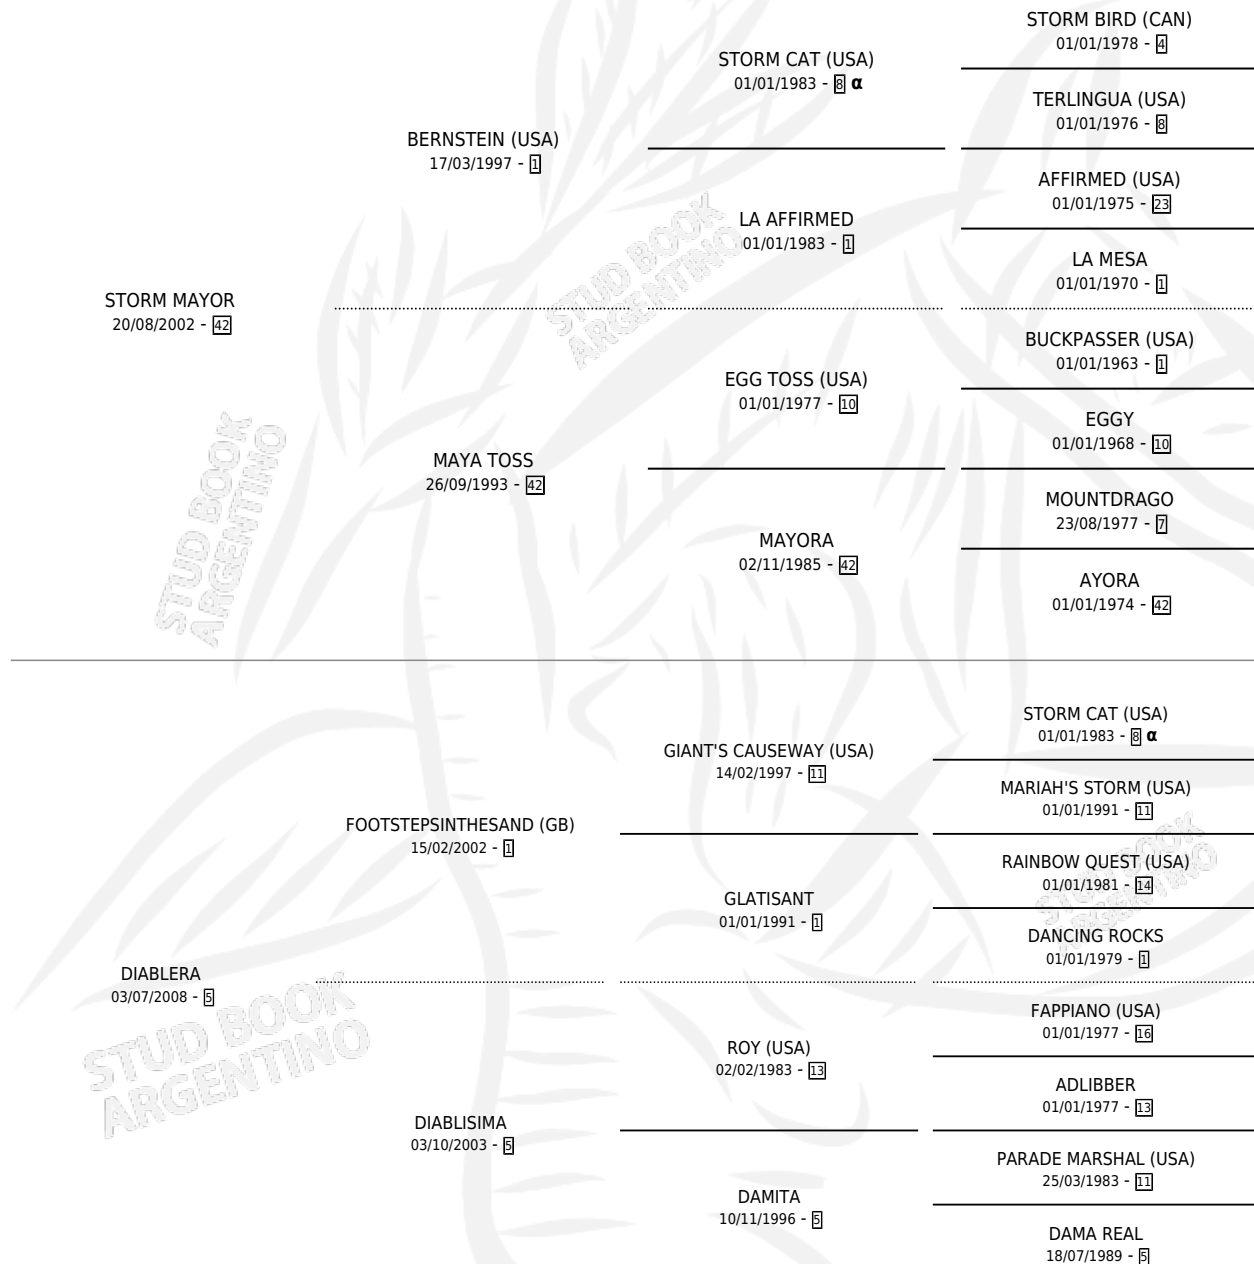 STORM BIRD (CAN)
01/01/1978 - 4
STORM CAT (USA)
01/01/1983 - 8 α
TERLINGUA (USA)
01/01/1976 - 8
BERNSTEIN (USA)
17/03/1997 - 1
AFFIRMED (USA)
01/01/1975 - 23
LA AFFIRMED
01/01/1983 - 1
LA MESA
01/01/1970 - 1
STORM MAYOR
20/08/2002 - 42
BUCKPASSER (USA)
01/01/1963 - 1
EGG TOSS (USA)
01/01/1977 - 10
EGGY
01/01/1968 - 10
MAYA TOSS
26/09/1993 - 42
MOUNTDRAGO
23/08/1977 - 7
MAYORA
02/11/1985 - 42
AYORA
01/01/1974 - 42
STORM CAT (USA)
01/01/1983 - 8 α
GIANT'S CAUSEWAY (USA)
14/02/1997 - 11
MARIAH'S STORM (USA)
01/01/1991 - 11
FOOTSTEPSINTHESAND (GB)
15/02/2002 - 1
RAINBOW QUEST (USA)
01/01/1981 - 14
GLATISANT
01/01/1991 - 1
DANCING ROCKS
01/01/1979 - 1
DIABLERA
03/07/2008 - 5
FAPPIANO (USA)
01/01/1977 - 16
ROY (USA)
02/02/1983 - 13
ADLIBBER
01/01/1977 - 13
DIABLISIMA
03/10/2003 - 5
PARADE MARSHAL (USA)
25/03/1983 - 11
DAMITA
10/11/1996 - 5
DAMA REAL
18/07/1989 - 5
STUD BOOK
ARGENTINO
STUD BOOK
ARGENTINO
STUD BOOK
ARGENTINO
STUD BOOK
ARGENTINO